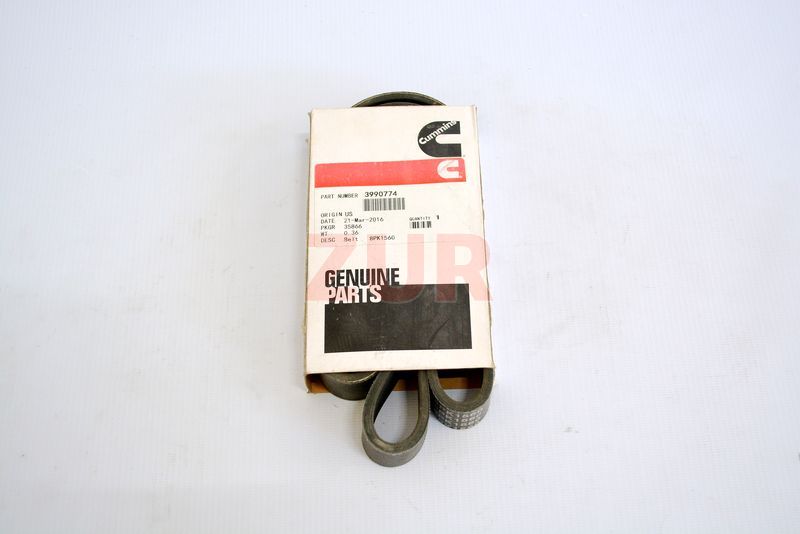 Cummins
PART NUMBER 3990774
ORIGIN US
DATE 21-Mar-2016
QUANTITY 1
PKGR 35866
WT 0.36
DESC Belt 8PK1560
ZUR
GENUINE
PARTS